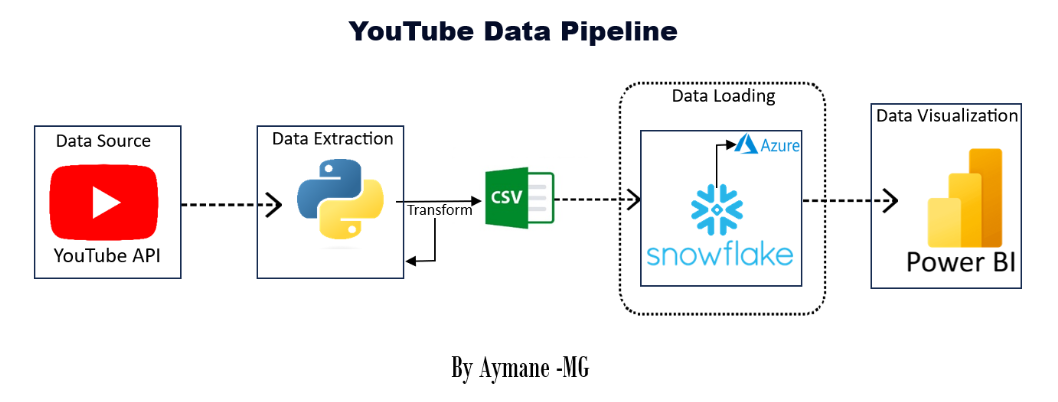 YouTube Data Pipeline
Data Source
YouTube API
Data Extraction
Transform
CSV
Data Loading
Azure
snowflake
Data Visualization
Power BI
By Aymane -MG